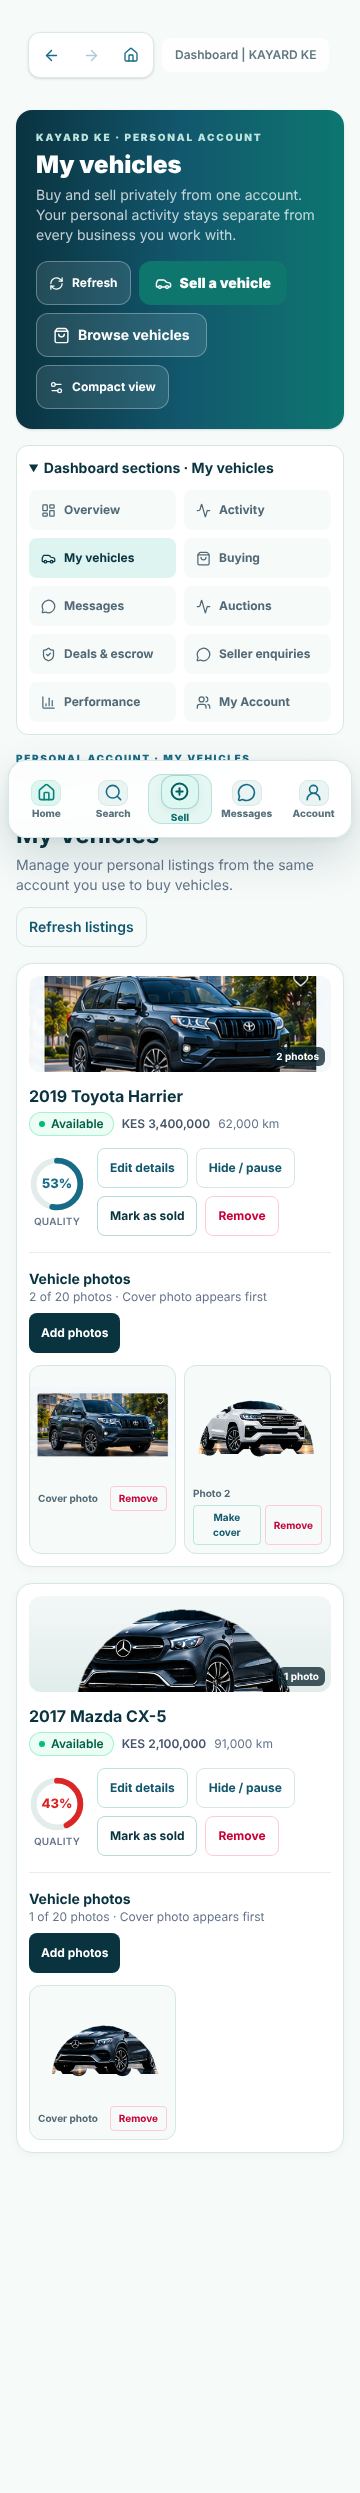 Dashboard | KAYARD KE
KAYARD KE · PERSONAL ACCOUNT
My vehicles
Buy and sell privately from one account.
Your personal activity stays separate from
every business you work with.
Refresh
Sell a vehicle
Browse vehicles
Compact view
Dashboard sections · My vehicles
Overview
Activity
My vehicles
Buying
Messages
Auctions
Deals & escrow
Seller enquiries
Performance
My Account
PERSONAL ACCOUNT · MY VEHICLES
Home
Search
Sell
Messages
Account
My Vehicles
Manage your personal listings from the same
account you use to buy vehicles.
Refresh listings
2 photos
2019 Toyota Harrier
Available KES 3,400,000 62,000 km
53%
QUALITY
Edit details
Hide / pause
Mark as sold
Remove
Vehicle photos
2 of 20 photos · Cover photo appears first
Add photos
Cover photo
Remove
Photo 2
Make
cover
Remove
1 photo
2017 Mazda CX-5
Available KES 2,100,000 91,000 km
43%
QUALITY
Edit details
Hide / pause
Mark as sold
Remove
Vehicle photos
1 of 20 photos · Cover photo appears first
Add photos
Cover photo
Remove